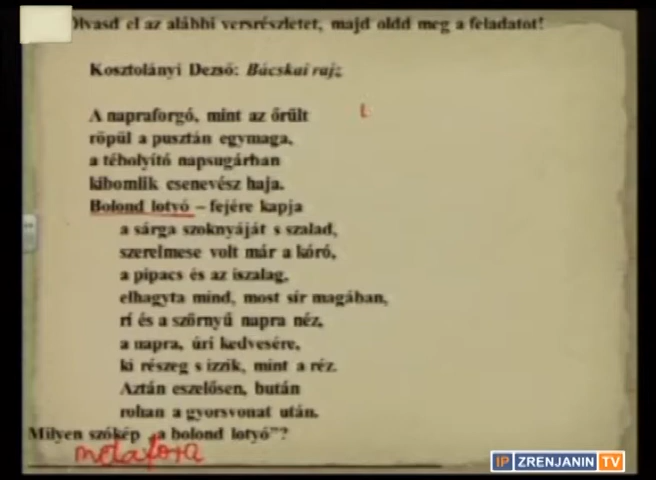 Olvasd el az alábbi versrészletet, majd oldd meg a feladatot!
Kosztolányi Dezső: Bácskai rajz
A napraforgó, mint az őrült
röpül a pusztán egymaga,
a tébolyító napsugárban
kibomlik csenevész haja.
Bolond lotyó – fejére kapja
a sárga szoknyáját s szalad,
szerelmese volt már a kóró,
a pipacs és az iszalag,
elhagyta mind, most sír magában,
rí és a szörnyű napra néz,
a napra, úri kedvesére,
ki részeg s izzik, mint a réz.
Aztán eszelősen, bután
rohan a gyorsvonat után.
Milyen szókép „a bolond lotyó”?
metafora
IP ZRENJANIN TV